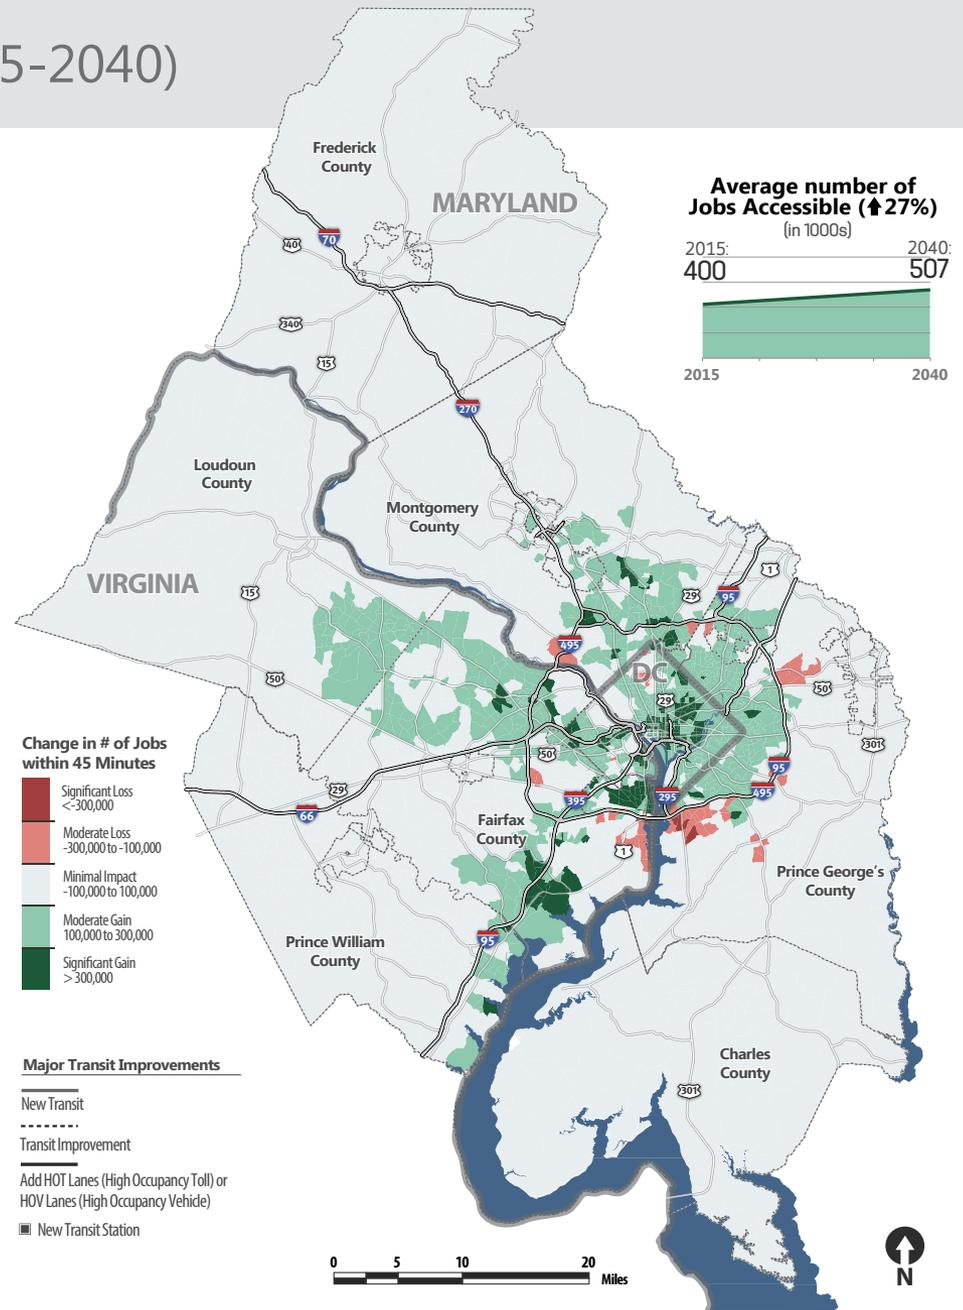 5-2040)
Frederick
County
MARYLAND
Average number of
Jobs Accessible (⬆27%)
(in 1000s)
2015:
2040:
400
507
2015
2040
70
40
340
15
270
Loudoun
County
Montgomery
County
VIRGINIA
15
1
29
95
495
50
DC
50
29
301
Change in # of Jobs
within 45 Minutes
Significant Loss
<-300,000
Moderate Loss
-300,000 to -100,000
Minimal Impact
-100,000 to 100,000
Moderate Gain
100,000 to 300,000
Significant Gain
> 300,000
50
95
29
395
295
495
66
Fairfax
County
1
Prince George's
County
95
Prince William
County
Major Transit Improvements
New Transit
Transit Improvement
Add HOT Lanes (High Occupancy Toll) or
HOV Lanes (High Occupancy Vehicle)
New Transit Station
Charles
County
301
0
5
10
20
Miles
N